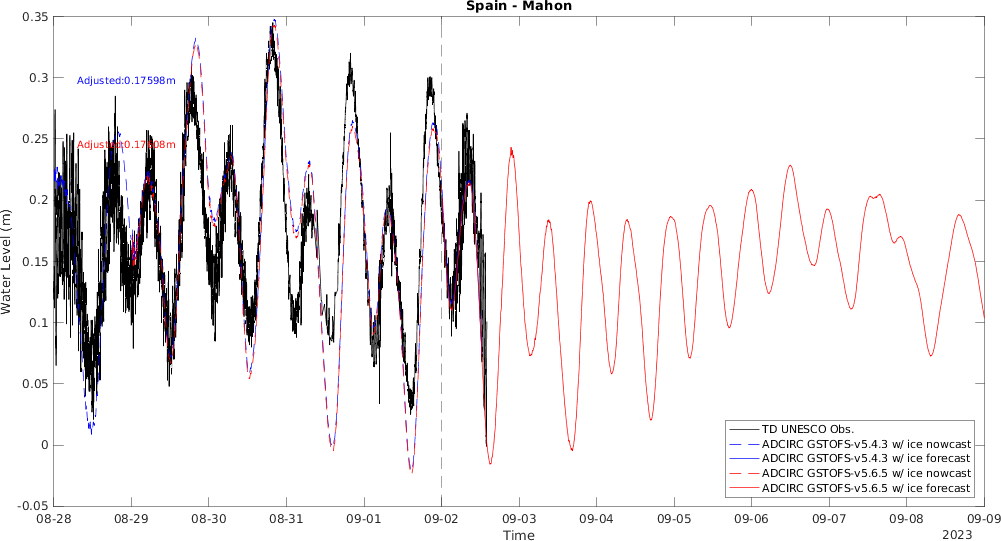 Spain - Mahon
0.35
0.3
0.25
0.2
0.15
0.1
0.05
0
-0.05
Water Level (m)
Adjusted:0.17598m
TD UNESCO Obs.
ADCIRC GSTOFS-v5.4.3 w/ ice nowcast
ADCIRC GSTOFS-v5.4.3 w/ ice forecast
ADCIRC GSTOFS-v5.6.5 w/ ice nowcast
ADCIRC GSTOFS-v5.6.5 w/ ice forecast
08-28 08-29 08-30 08-31 09-01 09-02 09-03 09-04 09-05 09-06 09-07 09-08 09-09
Time
2023